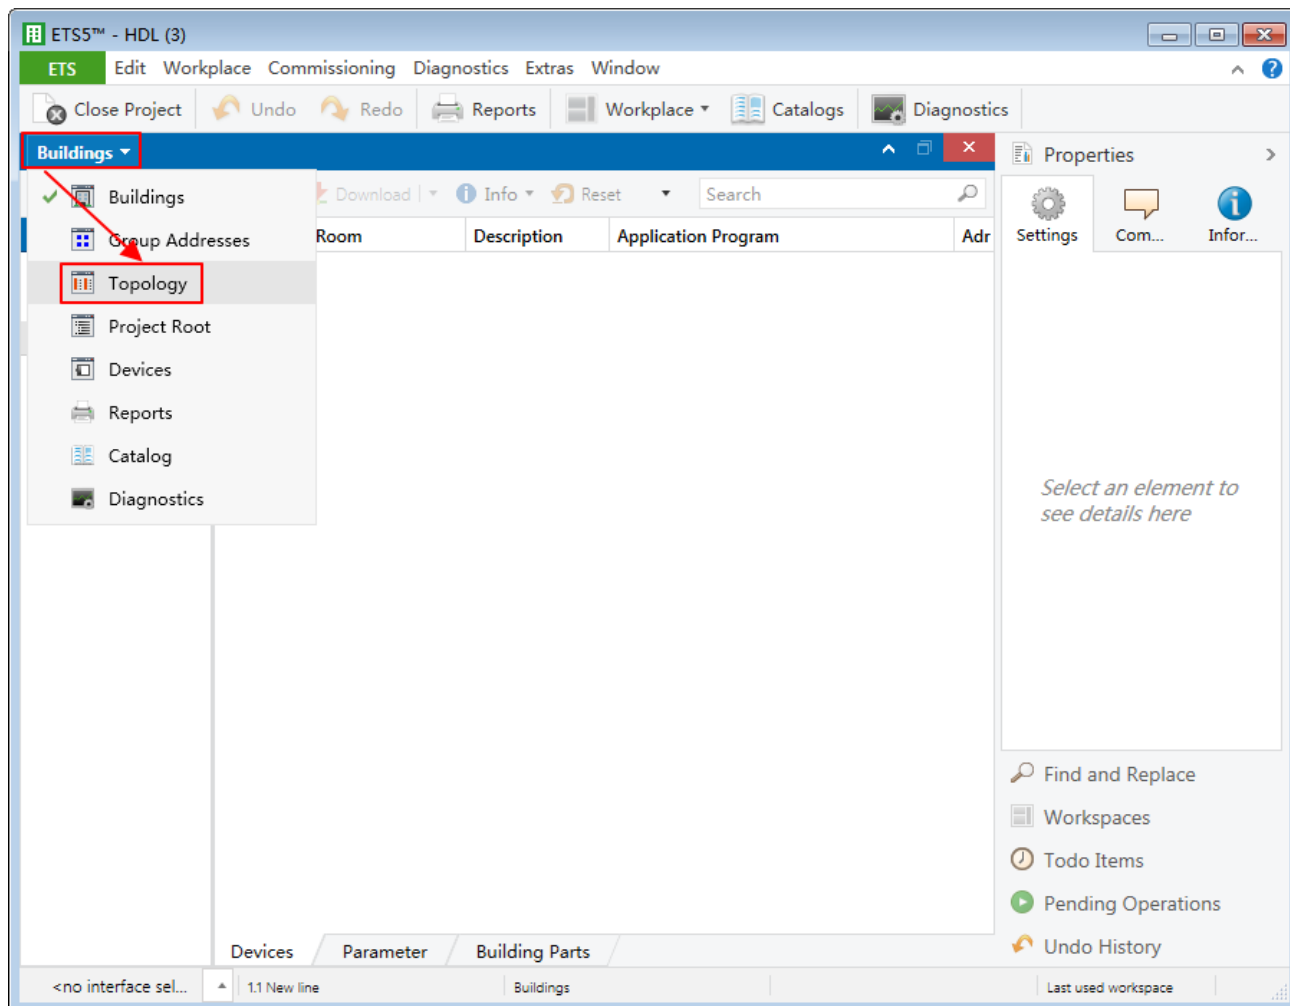 ETS5™ - HDL (3)
ETS Edit Workplace Commissioning Diagnostics Extras Window
Close Project Undo Redo Reports Workplace Catalogs Diagnostics
Buildings
Properties
Buildings
Download Info Reset Search
Group Addresses
Room Description Application Program Adr
Settings Com... Infor...
Topology
Project Root
Devices
Reports
Catalog
Diagnostics
Select an element to
see details here
Find and Replace
Workspaces
Todo Items
Pending Operations
Undo History
Devices Parameter Building Parts
<no interface sel... 1.1 New line Buildings Last used workspace